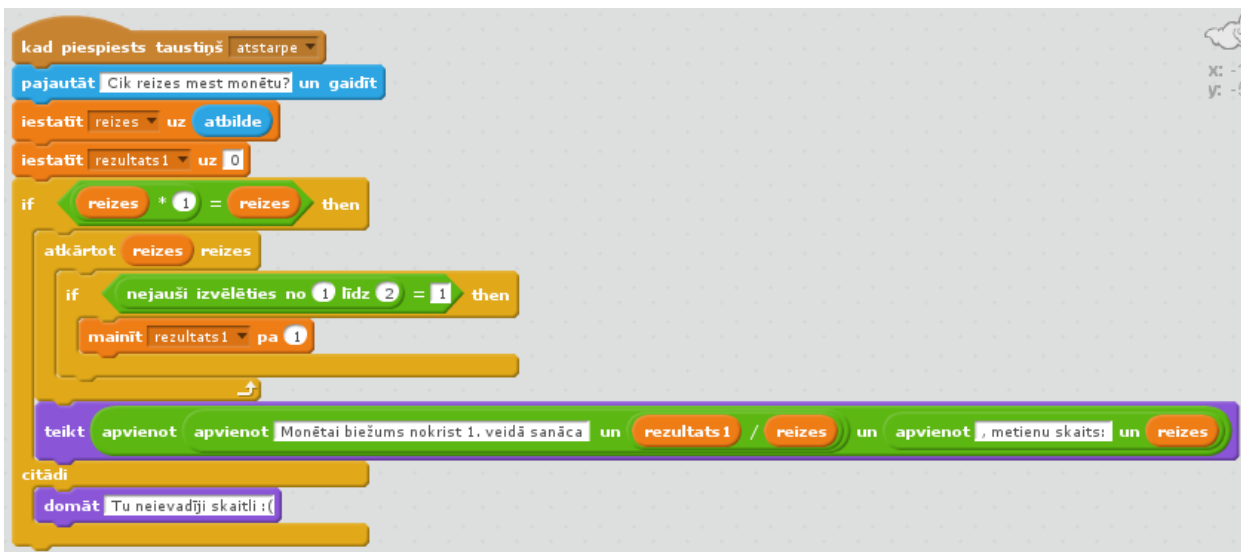 kad piespiests taustiņš atstarpe
pajautāt Cik reizes mest monētu? un gaidīt
iestatīt reizes uz atbilde
iestatīt rezultats1 uz 0
if reizes * 1 = reizes then
atkārtot reizes reizes
if nejauši izvēlēties no 1 līdz 2 = 1 then
mainīt rezultats1 pa 1
teikt apvienot apvienot Monētai biežums nokrist 1. veidā sanāca un rezultats1 / reizes un apvienot , metienu skaits: un reizes
citādi
domāt Tu neievadīji skaitli :(
x:
y: